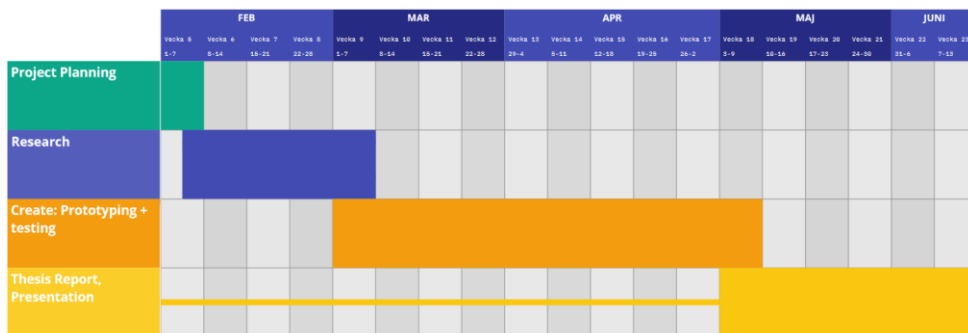 FEB MAR APR MAJ JUNI
Vecka 5 Vecka 6 Vecka 7 Vecka 8 Vecka 9 Vecka 10 Vecka 11 Vecka 12 Vecka 13 Vecka 14 Vecka 15 Vecka 16 Vecka 17 Vecka 18 Vecka 19 Vecka 20 Vecka 21 Vecka 22 Vecka 23
1-7 8-14 15-21 22-28 1-7 8-14 15-21 22-28 29-4 5-11 12-18 19-25 26-2 3-9 10-16 17-23 24-30 31-6 7-13
Project Planning
Research
Create: Prototyping +
testing
Thesis Report,
Presentation